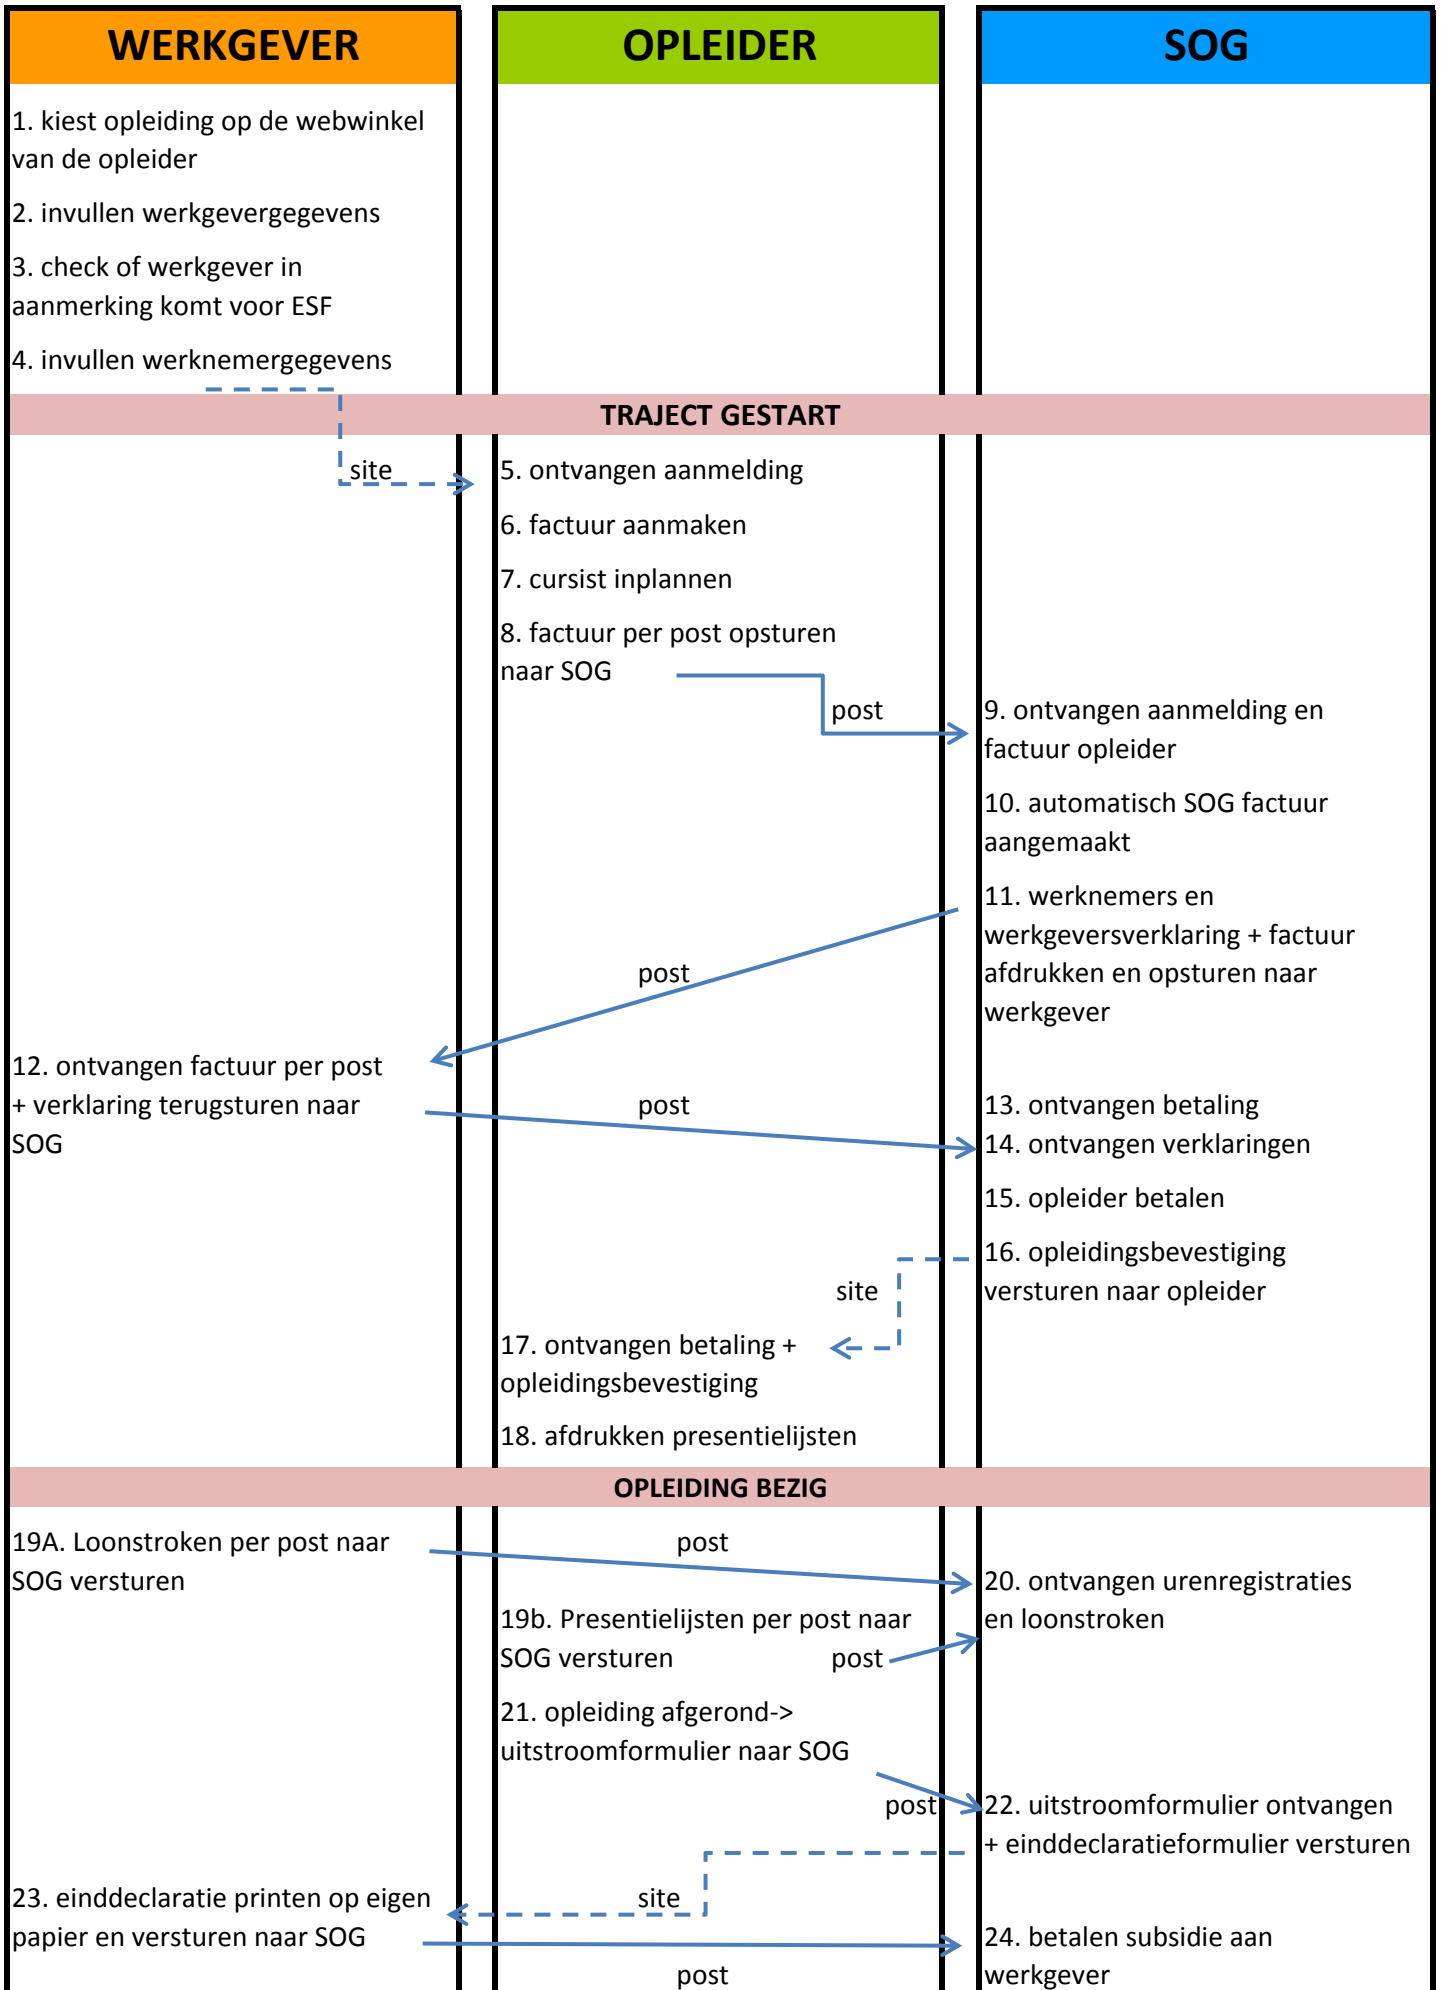 WERKGEVER
OPLEIDER
SOG
1. kiest opleiding op de webwinkel
van de opleider
2. invullen werkgevergegevens
3. check of werkgever in
aanmerking komt voor ESF
4. invullen werknemergegevens
TRAJECT GESTART
site
5. ontvangen aanmelding
6. factuur aanmaken
7. cursist inplannen
8. factuur per post opsturen
naar SOG
post
9. ontvangen aanmelding en
factuur opleider
10. automatisch SOG factuur
aangemaakt
11. werknemers en
werkgeversverklaring + factuur
afdrukken en opsturen naar
werkgever
post
12. ontvangen factuur per post
+ verklaring terugsturen naar
SOG
post
13. ontvangen betaling
14. ontvangen verklaringen
15. opleider betalen
16. opleidingsbevestiging
versturen naar opleider
site
17. ontvangen betaling +
opleidingsbevestiging
18. afdrukken presentielijsten
OPLEIDING BEZIG
19A. Loonstroken per post naar
SOG versturen
post
20. ontvangen urenregistraties
en loonstroken
19b. Presentielijsten per post naar
SOG versturen
post
21. opleiding afgerond->
uitstroomformulier naar SOG
post
22. uitstroomformulier ontvangen
+ einddeclaratieformulier versturen
site
23. einddeclaratie printen op eigen
papier en versturen naar SOG
post
24. betalen subsidie aan
werkgever